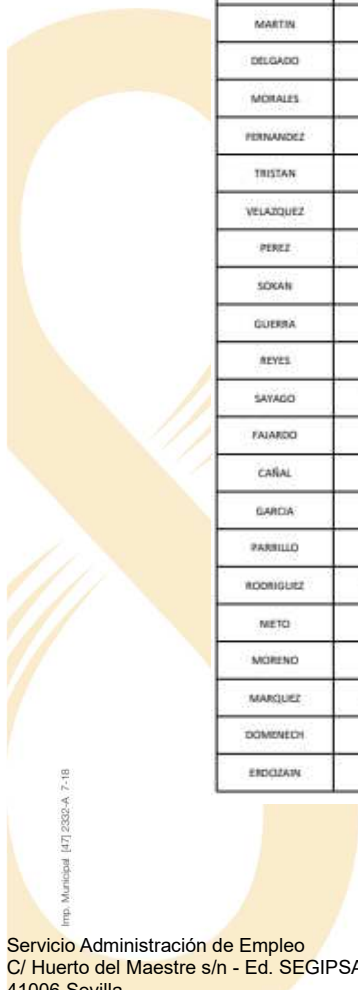 MARTIN
DELGADO
MORALES
FERNANDEZ
TRISTAN
VELAZQUEZ
PEREZ
SOKAN
GUERRA
REYES
SAYAGO
FAJARDO
CAÑAL
GARCIA
PARRILLO
RODRIGUEZ
NIETO
MORENO
MARQUEZ
DOMENECH
ERDOZAIN
Imp. Municipal [47] 2332-A 7-18
Servicio Administración de Empleo
C/ Huerto del Maestre s/n - Ed. SEGIPSA
41006 Sevilla